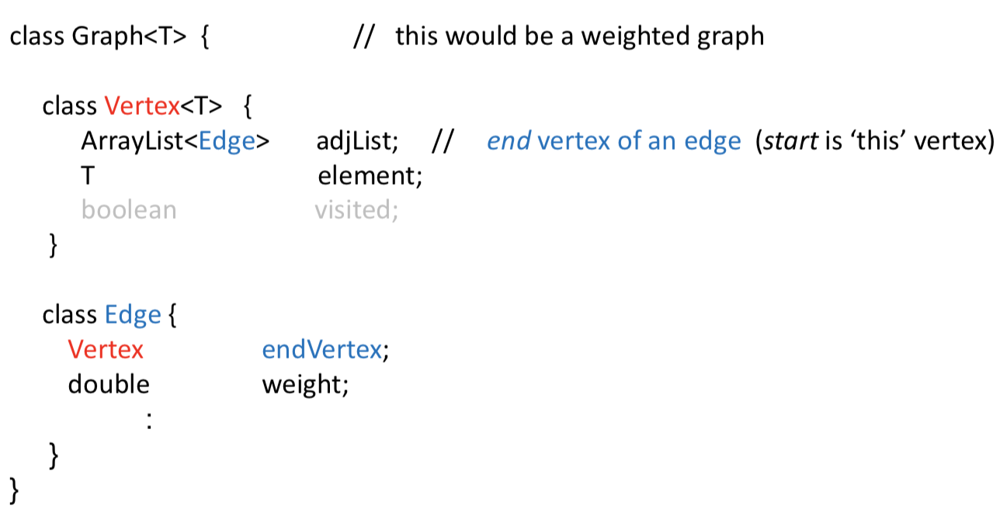 class Graph<T> { // this would be a weighted graph
class Vertex<T> {
ArrayList<Edge> adjList; // end vertex of an edge (start is ‘this’ vertex)
T element;
boolean visited;
}
class Edge {
Vertex endVertex;
double weight;
:
}
}